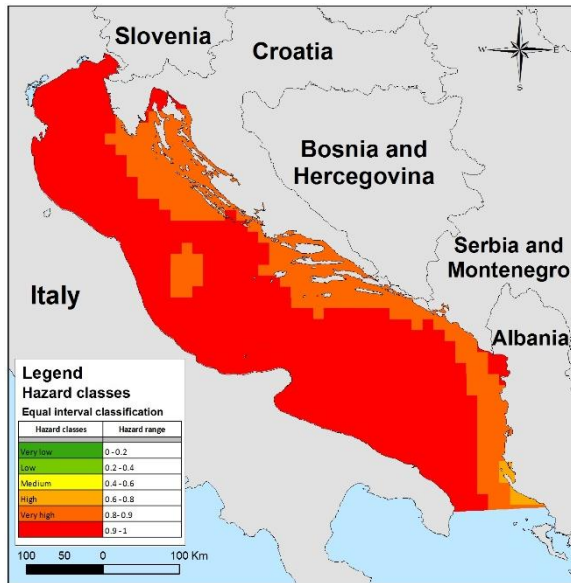 Slovenia
Croatia
N
W E
S
Bosnia and
Hercegovina
Serbia and
Montenegro
Italy
Albania
Legend
Hazard classes
Equal interval classification
Hazard classes Hazard range
Very low 0 - 0.2
Low 0.2 - 0.4
Medium 0.4 - 0.6
High 0.6 - 0.8
Very high 0.8 - 0.9
0.9 - 1
100 50 0 100 Km